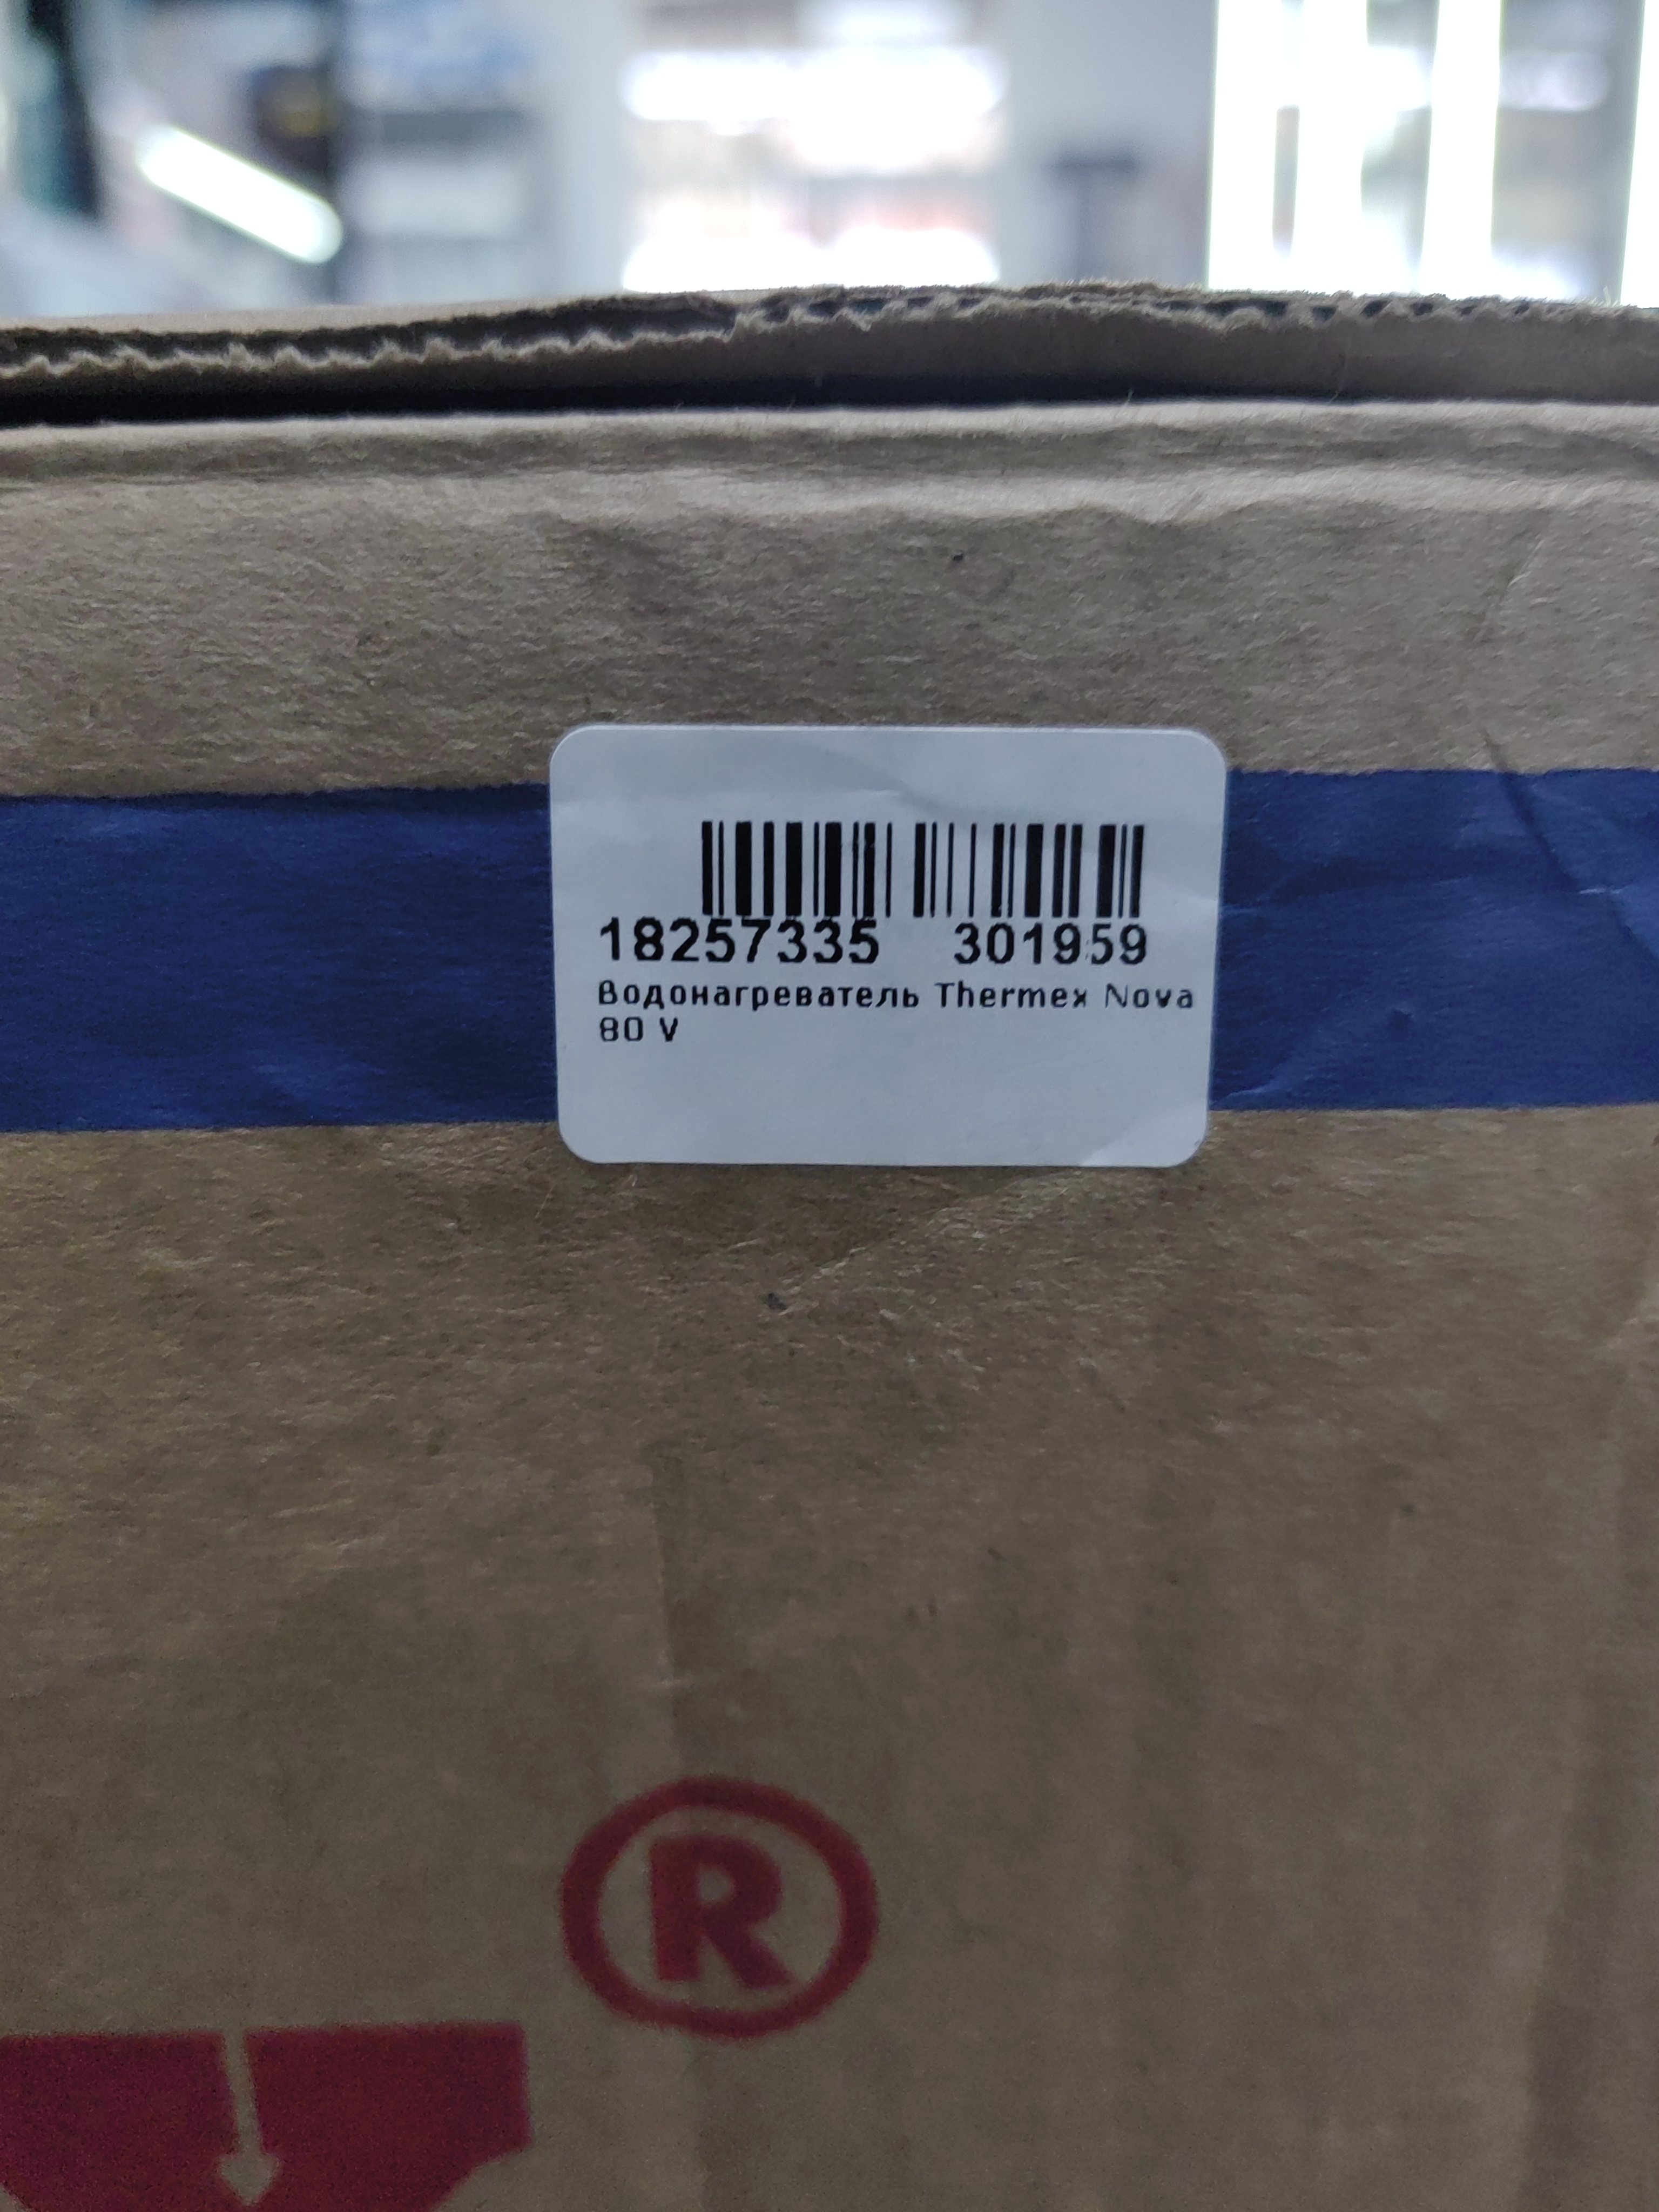 18257335 301959
Водонагреватель Thermex Nova
80 V
®